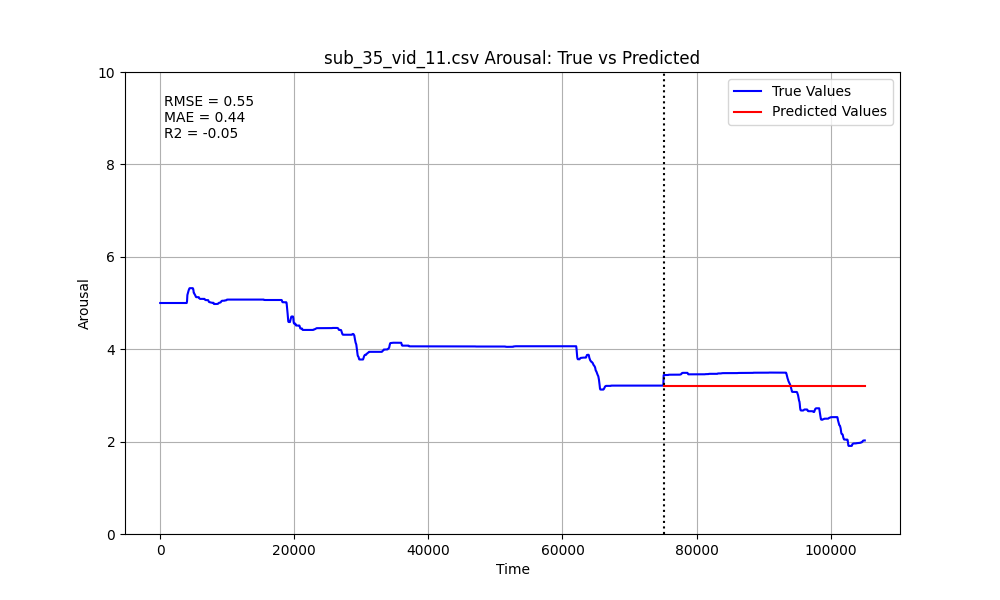 sub_35_vid_11.csv Arousal: True vs Predicted
RMSE = 0.55
MAE = 0.44
R2 = -0.05
True Values
Predicted Values
Arousal
10
8
6
4
2
0
0
20000
40000
60000
80000
100000
Time